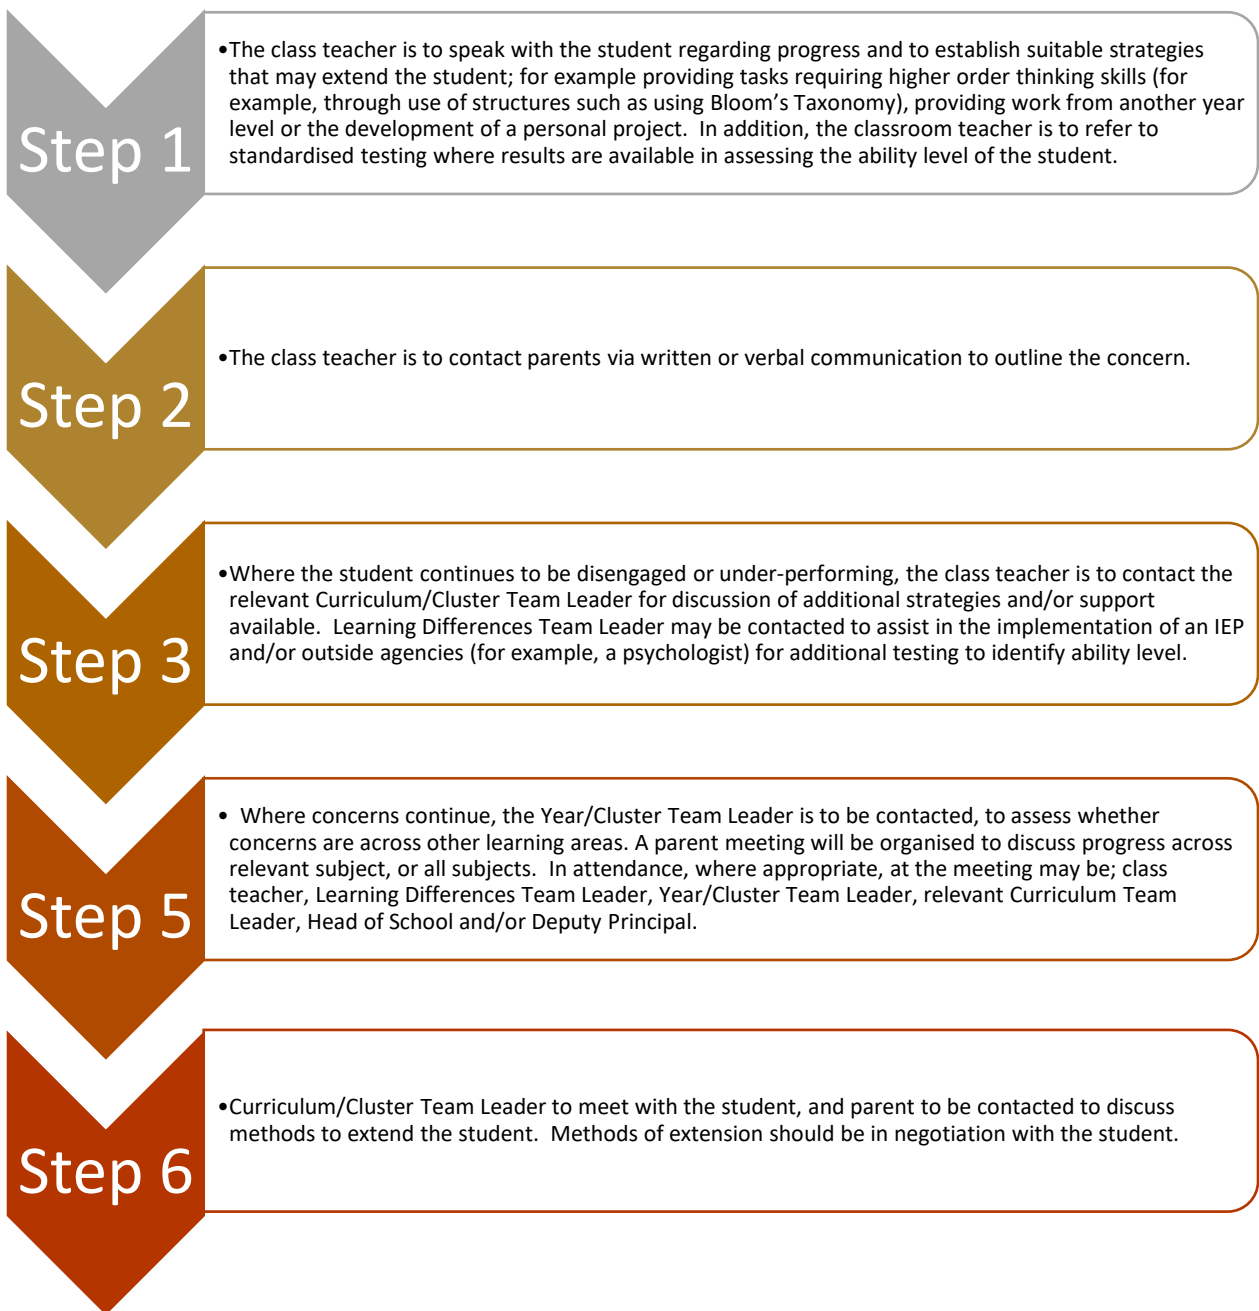 Step 1
•The class teacher is to speak with the student regarding progress and to establish suitable strategies
that may extend the student; for example providing tasks requiring higher order thinking skills (for
example, through use of structures such as using Bloom's Taxonomy), providing work from another year
level or the development of a personal project.  In addition, the classroom teacher is to refer to
standardised testing where results are available in assessing the ability level of the student.
Step 2
•The class teacher is to contact parents via written or verbal communication to outline the concern.
Step 3
•Where the student continues to be disengaged or under-performing, the class teacher is to contact the
relevant Curriculum/Cluster Team Leader for discussion of additional strategies and/or support
available.  Learning Differences Team Leader may be contacted to assist in the implementation of an IEP
and/or outside agencies (for example, a psychologist) for additional testing to identify ability level.
Step 5
• Where concerns continue, the Year/Cluster Team Leader is to be contacted, to assess whether
concerns are across other learning areas. A parent meeting will be organised to discuss progress across
relevant subject, or all subjects.  In attendance, where appropriate, at the meeting may be; class
teacher, Learning Differences Team Leader, Year/Cluster Team Leader, relevant Curriculum Team
Leader, Head of School and/or Deputy Principal.
Step 6
•Curriculum/Cluster Team Leader to meet with the student, and parent to be contacted to discuss
methods to extend the student.  Methods of extension should be in negotiation with the student.